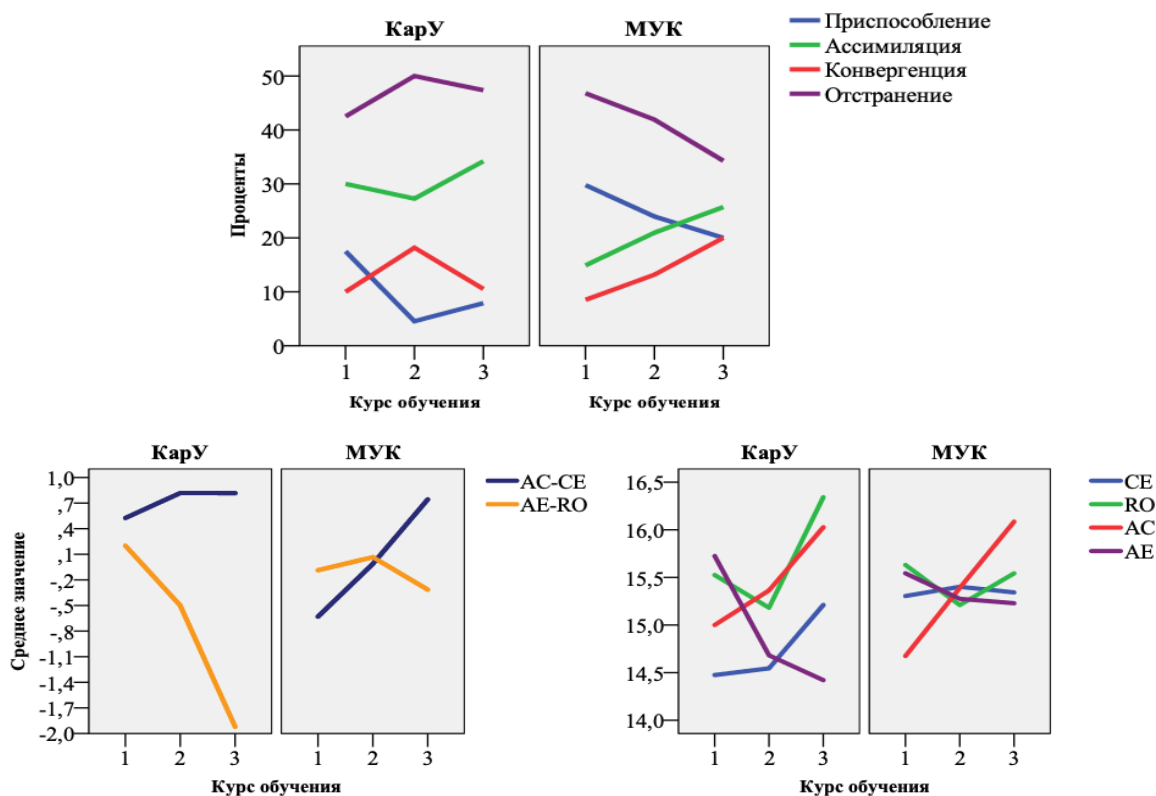 КарУ
МУК
Приспособление
Ассимиляция
Конвергенция
Отстранение
Проценты
50
40
30
20
10
0
1 2 3
1 2 3
Курс обучения
Курс обучения
КарУ
МУК
AC-CE
AE-RO
Среднее значение
1,0
,7
,4
,1
-,2
-,5
-,8
-1,1
-1,4
-1,7
-2,0
1 2 3
1 2 3
Курс обучения
КарУ
МУК
CE
RO
AC
AE
16,5
16,0
15,5
15,0
14,5
14,0
1 2 3
1 2 3
Курс обучения